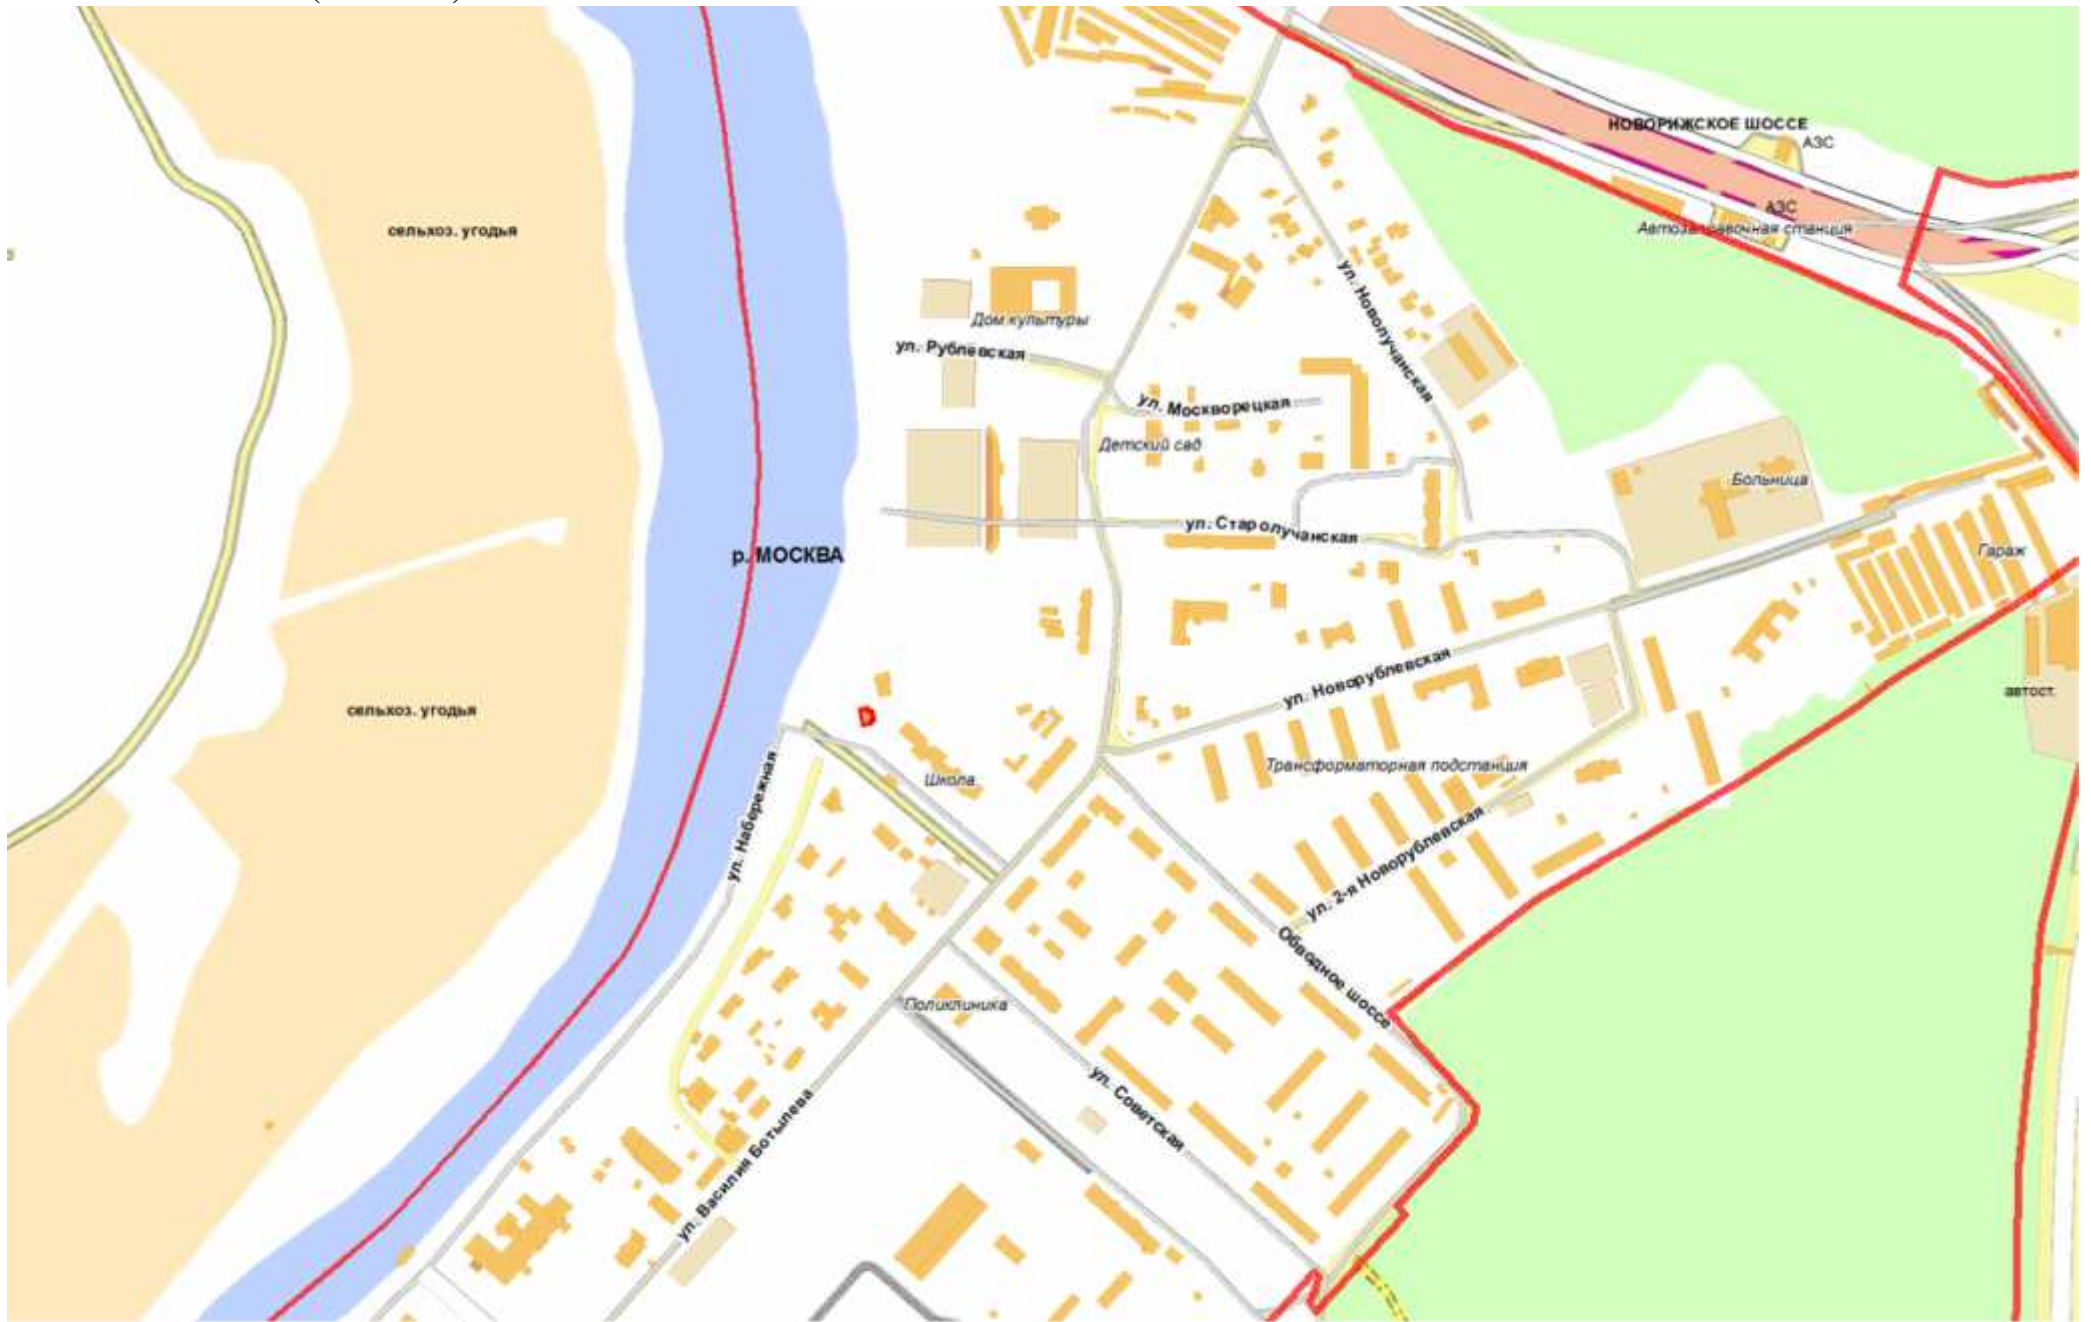 НОВОРИЖСКОЕ ШОССЕ
АЗС
АЗС
Автозаправочная станция
сельхоз. угодья
ул. Новолучанская
Дом культуры
ул. Рублевская
ул. Москворецкая
Детский сад
Больница
ул. Старолучанская
Гараж
р. МОСКВА
ул. Новорублевская
автост.
сельхоз. угодья
Трансформаторная подстанция
Школа
ул. Набережная
ул. 2-я Новорублевская
Обводное шоссе
Поликлиника
ул. Советская
ул. Василия Ботылева